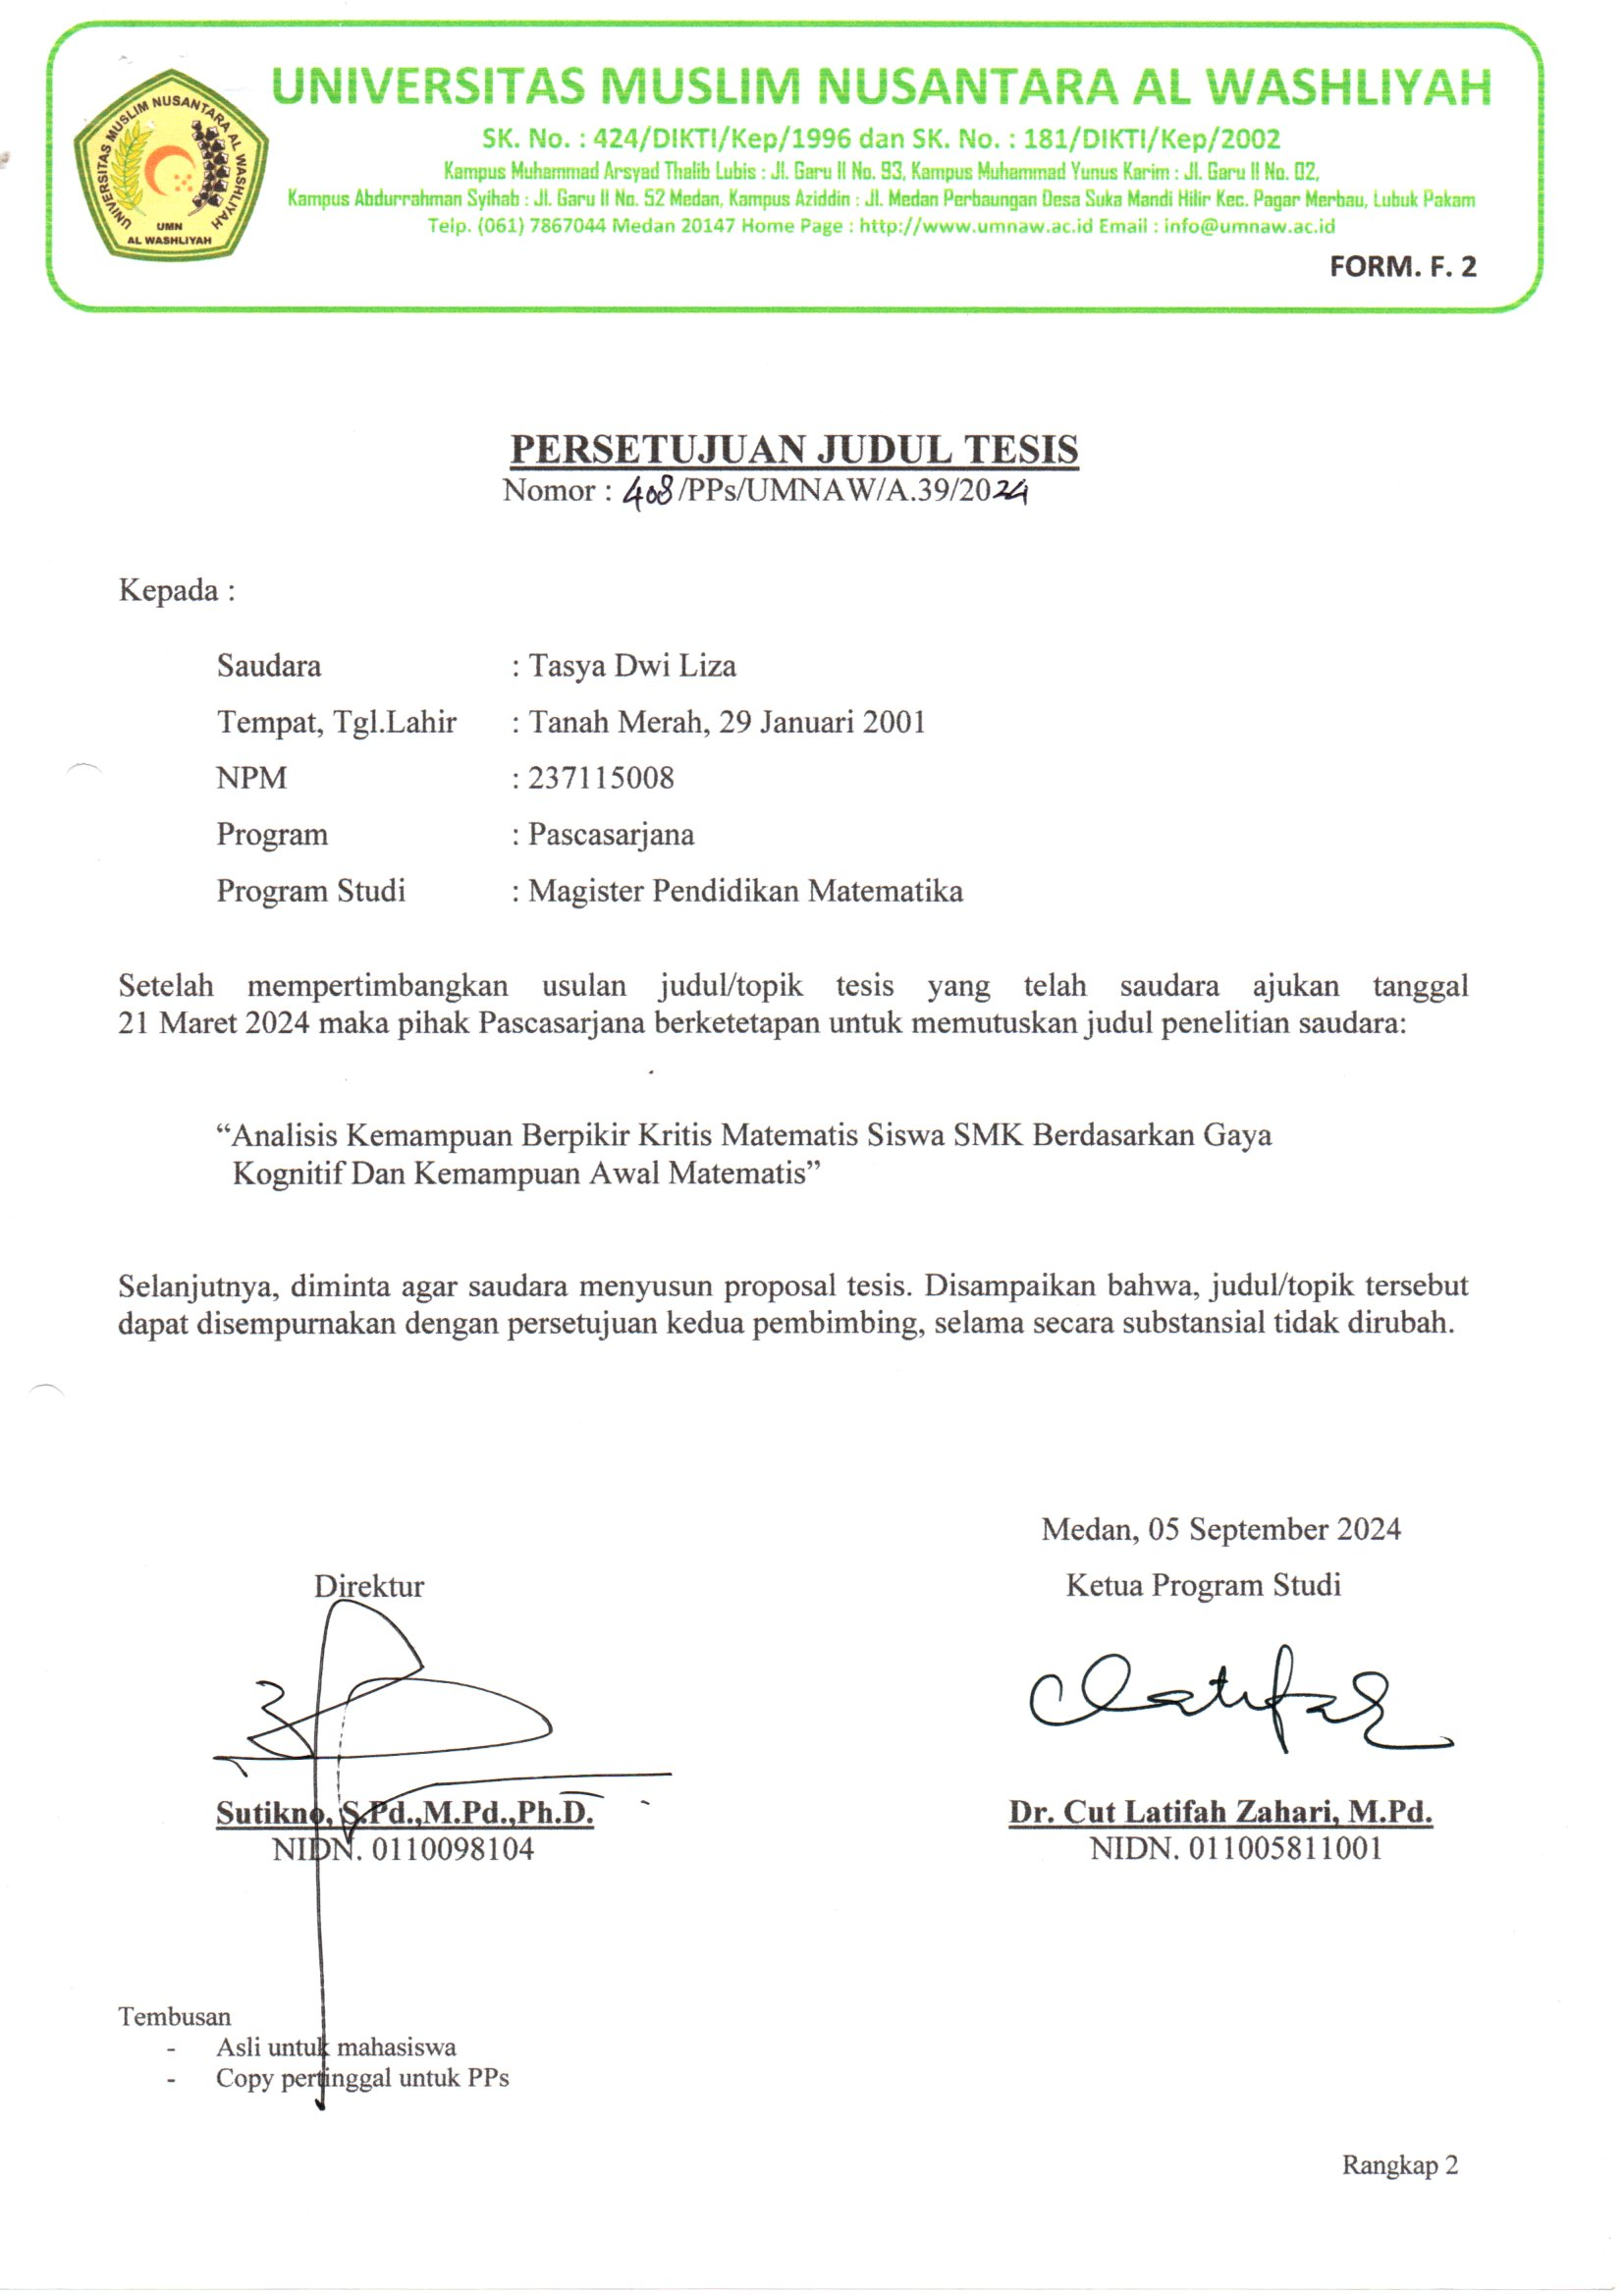 UNIVERSITAS MUSLIM NUSANTARA AL WASHLIYAH
UMN
AL WASHLIYAH
UNIVERSITAS MUSLIM NUSANTARA AL WASHLIYAH
SK. No. : 424/DIKTI/Kep/1996 dan SK. No. : 181/DIKTI/Kep/2002
Kampus Muhammad Arsyad Thalib Lubis : Jl. Garu II No. 93, Kampus Muhammad Yunus Karim : Jl. Garu II No. 02,
Kampus Abdurrahman Syihab : Jl. Garu II No. 52 Medan, Kampus Aziddin : Jl. Medan Perbaungan Desa Suka Mandi Hilir Kec. Pagar Merbau, Lubuk Pakam
Telp. (061) 7867044 Medan 20147 Home Page : http://www.umnaw.ac.id Email : info@umnaw.ac.id
FORM. F. 2
PERSETUJUAN JUDUL TESIS
Nomor : 408/PPs/UMNAW/A.39/2024
Kepada :
Saudara : Tasya Dwi Liza
Tempat, Tgl.Lahir : Tanah Merah, 29 Januari 2001
NPM : 237115008
Program : Pascasarjana
Program Studi : Magister Pendidikan Matematika
Setelah mempertimbangkan usulan judul/topik tesis yang telah saudara ajukan tanggal
21 Maret 2024 maka pihak Pascasarjana berketetapan untuk memutuskan judul penelitian saudara:
“Analisis Kemampuan Berpikir Kritis Matematis Siswa SMK Berdasarkan Gaya
Kognitif Dan Kemampuan Awal Matematis”
Selanjutnya, diminta agar saudara menyusun proposal tesis. Disampaikan bahwa, judul/topik tersebut
dapat disempurnakan dengan persetujuan kedua pembimbing, selama secara substansial tidak dirubah.
Medan, 05 September 2024
Direktur
Ketua Program Studi
Sutikno, S.Pd.,M.Pd.,Ph.D.
NIDN. 0110098104
Dr. Cut Latifah Zahari, M.Pd.
NIDN. 011005811001
Tembusan
- Asli untuk mahasiswa
- Copy pertinggal untuk PPs
Rangkap 2